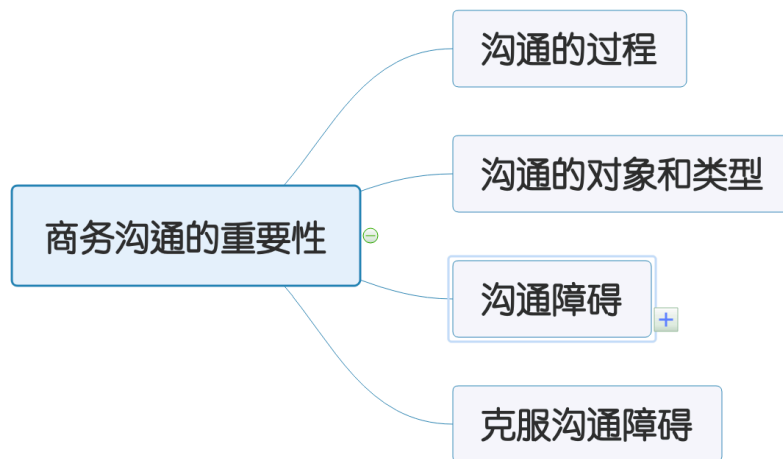 商务沟通的重要性
沟通的过程
沟通的对象和类型
沟通障碍
克服沟通障碍